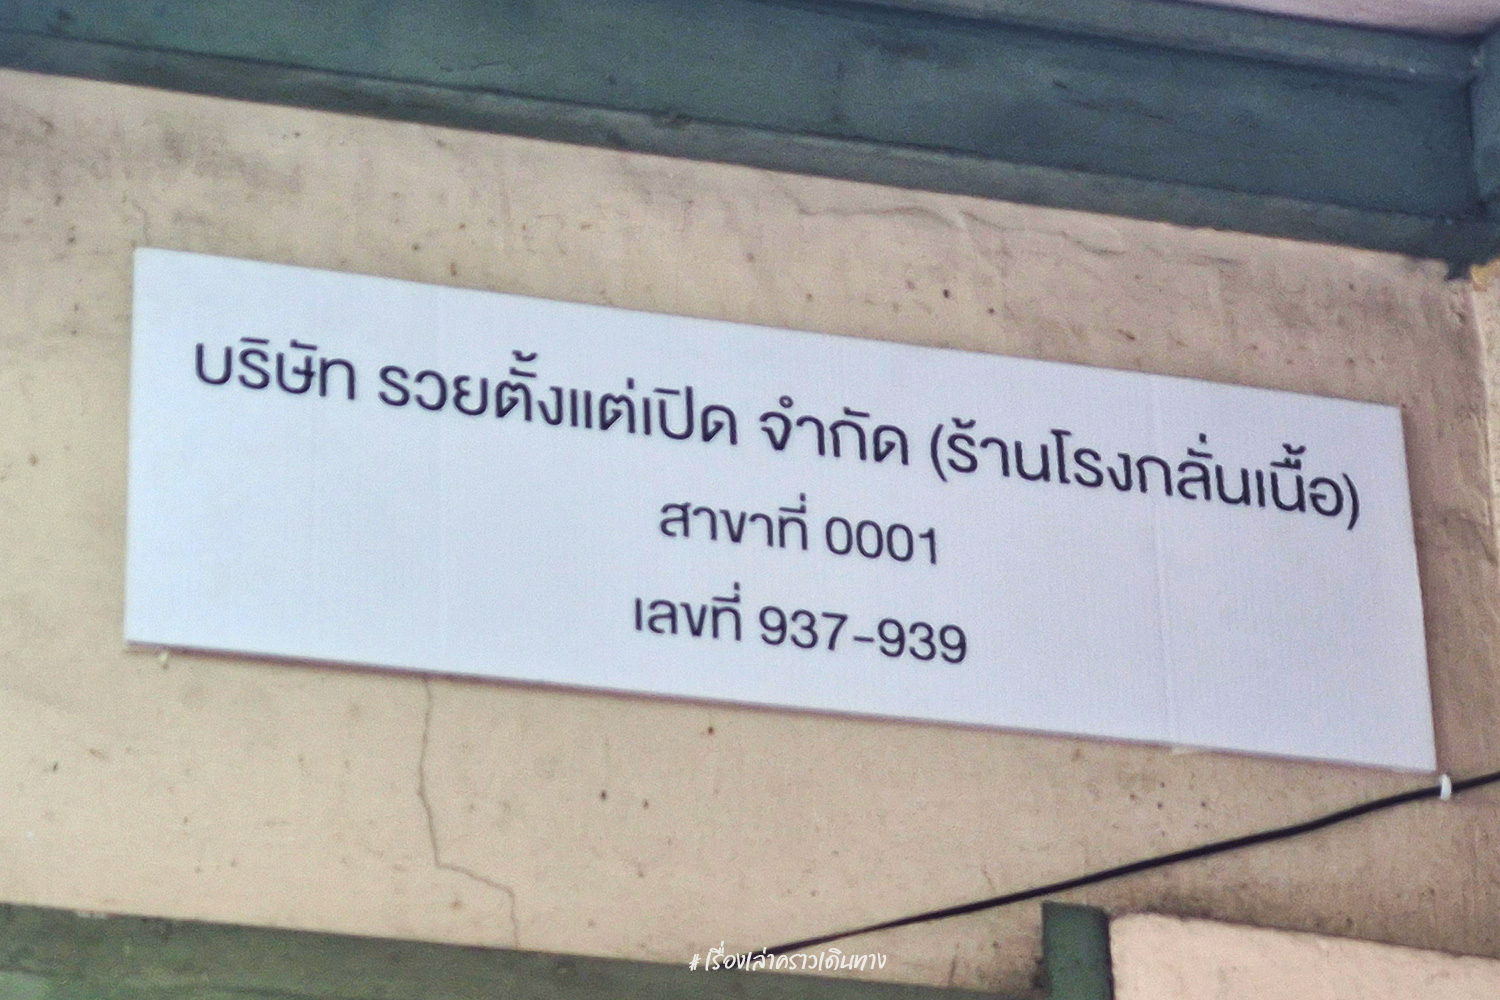 บริษัท รวยตั้งแต่เปิด จำกัด (ร้านโรงกลั่นเนื้อ)
สาขาที่ 0001
เลขที่ 937-939
#เรื่องเล่าคราวเดินทาง